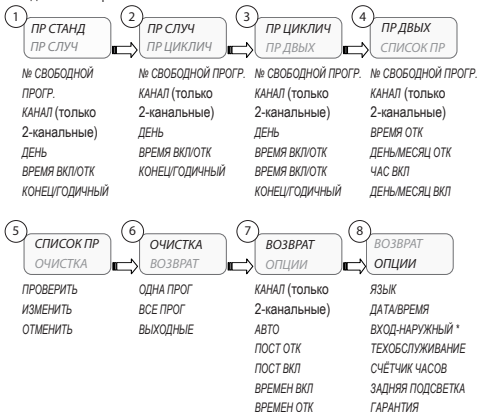 1
ПР СТАНД
ПР СЛУЧ
№ СВОБОДНОЙ
ПРОГР.
КАНАЛ (только
2-канальные)
ДЕНЬ
ВРЕМЯ ВКЛ/ОТК
КОНЕЦ/ГОДИЧНЫЙ
2
ПР СЛУЧ
ПР ЦИКЛИЧ
№ СВОБОДНОЙ ПРОГР.
КАНАЛ (только
2-канальные)
ДЕНЬ
ВРЕМЯ ВКЛ/ОТК
КОНЕЦ/ГОДИЧНЫЙ
3
ПР ЦИКЛИЧ
ПР ДВЫХ
№ СВОБОДНОЙ ПРОГР.
КАНАЛ (только
2-канальные)
ДЕНЬ
ВРЕМЯ ВКЛ/ОТК
ВРЕМЯ ВКЛ/ОТК
КОНЕЦ/ГОДИЧНЫЙ
4
ПР ДВЫХ
СПИСОК ПР
№ СВОБОДНОЙ ПРОГР.
КАНАЛ (только
2-канальные)
ВРЕМЯ ОТК
ДЕНЬ/МЕСЯЦ ОТК
ЧАС ВКЛ
ДЕНЬ/МЕСЯЦ ВКЛ
5
СПИСОК ПР
ОЧИСТКА
ПРОВЕРИТЬ
ИЗМЕНИТЬ
ОТМЕНИТЬ
6
ОЧИСТКА
ВОЗВРАТ
ОДНА ПРОГ
ВСЕ ПРОГ
ВЫХОДНЫЕ
7
ВОЗВРАТ
ОПЦИИ
КАНАЛ (только
2-канальные)
АВТО
ПОСТ ОТК
ПОСТ ВКЛ
ВРЕМЕН ВКЛ
ВРЕМЕН ОТК
8
ВОЗВРАТ
ОПЦИИ
ЯЗЫК
ДАТА/ВРЕМЯ
ВХОД-НАРУЖНЫЙ *
ТЕХОБСЛУЖИВАНИЕ
СЧЁТЧИК ЧАСОВ
ЗАДНЯЯ ПОДСВЕТКА
ГАРАНТИЯ